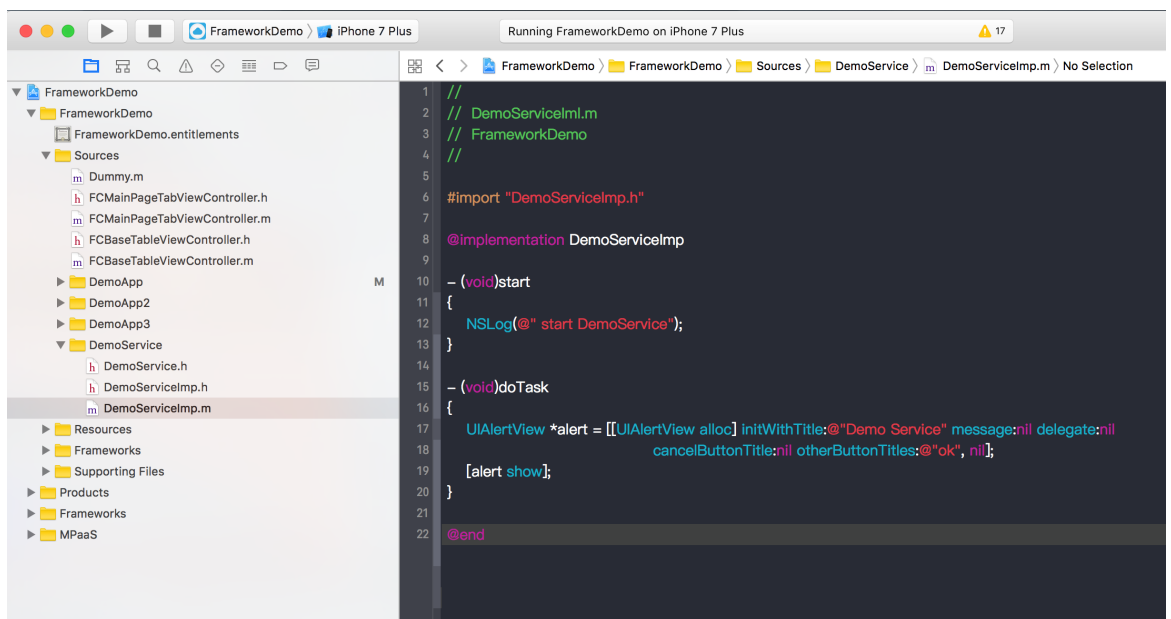 FrameworkDemo 〉 iPhone 7 Plus
Running FrameworkDemo on iPhone 7 Plus
17
FrameworkDemo 〉 FrameworkDemo 〉 Sources 〉 DemoService 〉 m DemoServiceImp.m 〉 No Selection
FrameworkDemo
FrameworkDemo
FrameworkDemo.entitlements
Sources
m Dummy.m
h FCMainPageTabViewController.h
m FCMainPageTabViewController.m
h FCBaseTableViewController.h
m FCBaseTableViewController.m
DemoApp M
DemoApp2
DemoApp3
DemoService
h DemoService.h
h DemoServiceImp.h
m DemoServiceImp.m
Resources
Frameworks
Supporting Files
Products
Frameworks
MPaaS
1 //
2 // DemoServiceIml.m
3 // FrameworkDemo
4 //
5
6 #import "DemoServiceImp.h"
7
8 @implementation DemoServiceImp
9
10 – (void)start
11 {
12 NSLog(@" start DemoService");
13 }
14
15 – (void)doTask
16 {
17 UIAlertView *alert = [[UIAlertView alloc] initWithTitle:@"Demo Service" message:nil delegate:nil
18 cancelButtonTitle:nil otherButtonTitles:@"ok", nil];
19 [alert show];
20 }
21
22 @end